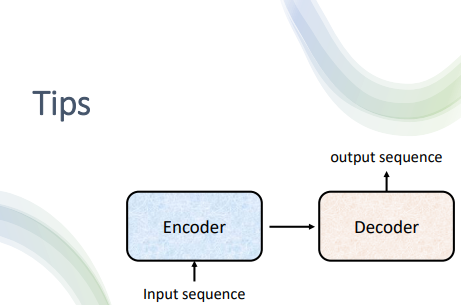 Tips
output sequence
Encoder
Decoder
Input sequence